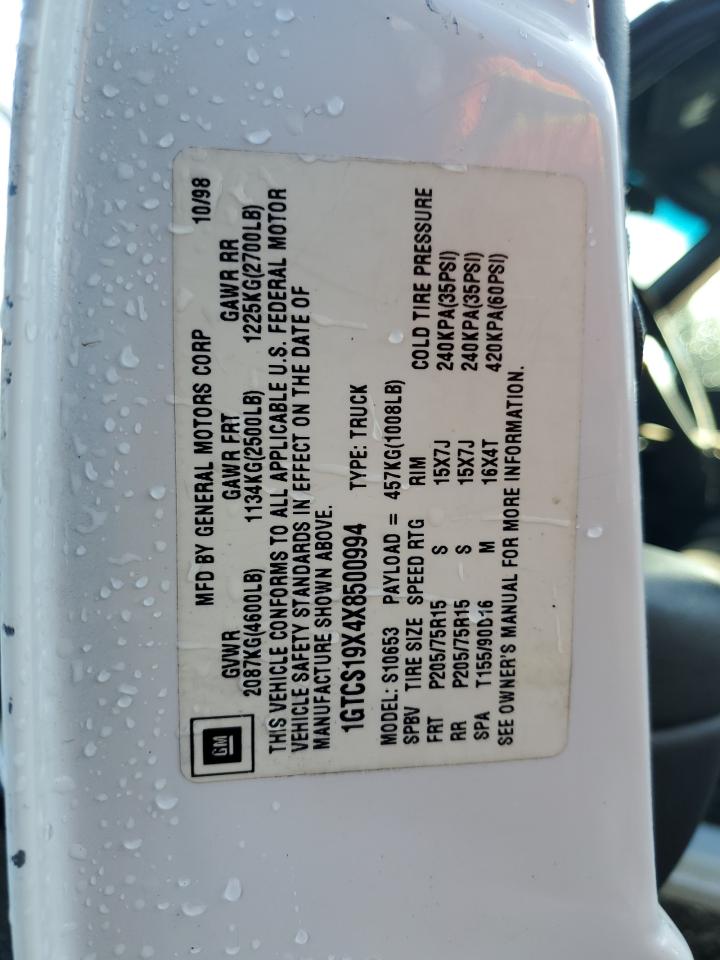 MFD BY GENERAL MOTORS CORP 10/98
GVWR GAWR FRT GAWR RR
2087KG(4600LB) 1134KG(2500LB) 1225KG(2700LB)
THIS VEHICLE CONFORMS TO ALL APPLICABLE U.S. FEDERAL MOTOR
VEHICLE SAFETY STANDARDS IN EFFECT ON THE DATE OF
MANUFACTURE SHOWN ABOVE.
1GTCS19X4X8500994 TYPE: TRUCK
MODEL: S10653 PAYLOAD = 457KG(1008LB)
SPBV TIRE SIZE SPEED RTG RIM COLD TIRE PRESSURE
FRT P205/75R15 S 15X7J 240KPA(35PSI)
RR P205/75R15 S 15X7J 240KPA(35PSI)
SPA T155/90D16 M 16X4T 420KPA(60PSI)
SEE OWNER'S MANUAL FOR MORE INFORMATION.
GM